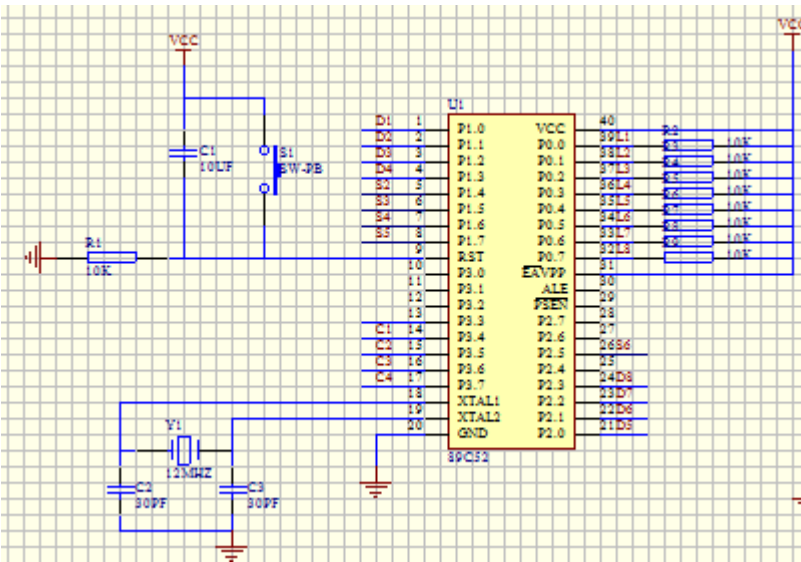 VCC
VCC
U1
D1 1 P1.0 VCC 40
D2 2 P1.1 P0.0 39 L1 R2 10K
D3 3 P1.2 P0.1 38 L2 R3 10K
D4 4 P1.3 P0.2 37 L3 R4 10K
S2 5 P1.4 P0.3 36 L4 R5 10K
S3 6 P1.5 P0.4 35 L5 R6 10K
S4 7 P1.6 P0.5 34 L6 R7 10K
S5 8 P1.7 P0.6 33 L7 R8 10K
9 RST P0.7 32 L8 R9 10K
10 P3.0 EA/VPP 31
11 P3.1 ALE 30
12 P3.2 PSEN 29
13 P3.3 P2.7 28
C1 14 P3.4 P2.6 27
C2 15 P3.5 P2.5 26 S6
C3 16 P3.6 P2.4 25
C4 17 P3.7 P2.3 24 D8
18 XTAL1 P2.2 23 D7
19 XTAL2 P2.1 22 D6
20 GND P2.0 21 D5
89C52
C1
10UF
S1
SW-PB
R1
10K
Y1
12MHZ
C2
30PF
C3
30PF